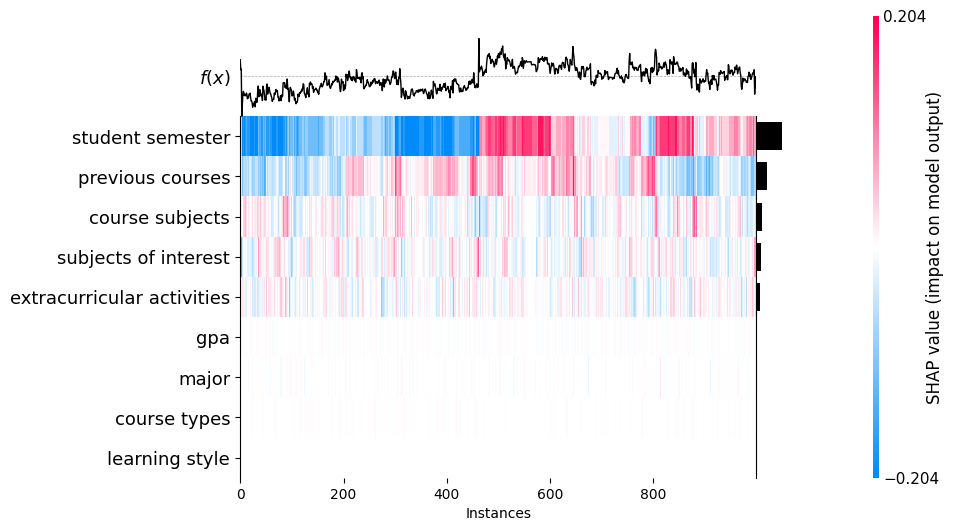 0.204
f(x)
student semester
previous courses
course subjects
subjects of interest
extracurricular activities
gpa
major
course types
learning style
0 200 400 600 800
Instances
−0.204
SHAP value (impact on model output)